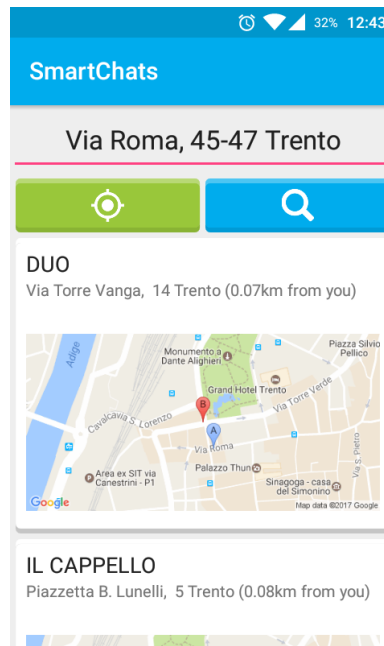 32% 12:43
SmartChats
Via Roma, 45-47 Trento
DUO
Via Torre Vanga, 14 Trento (0.07km from you)
Adige
Monumento a
Dante Alighieri
Piazza Silvio
Pellico
Grand Hotel Trento
Via Torre Verde
B
Cavalcavia S. Lorenzo
A
Via Roma
Via S. Pietro
Palazzo Thun
Area ex SIT via
Canestrini - P1
Sinagoga - casa
del Simonino
Google
Map data ©2017 Google
IL CAPPELLO
Piazzetta B. Lunelli, 5 Trento (0.08km from you)